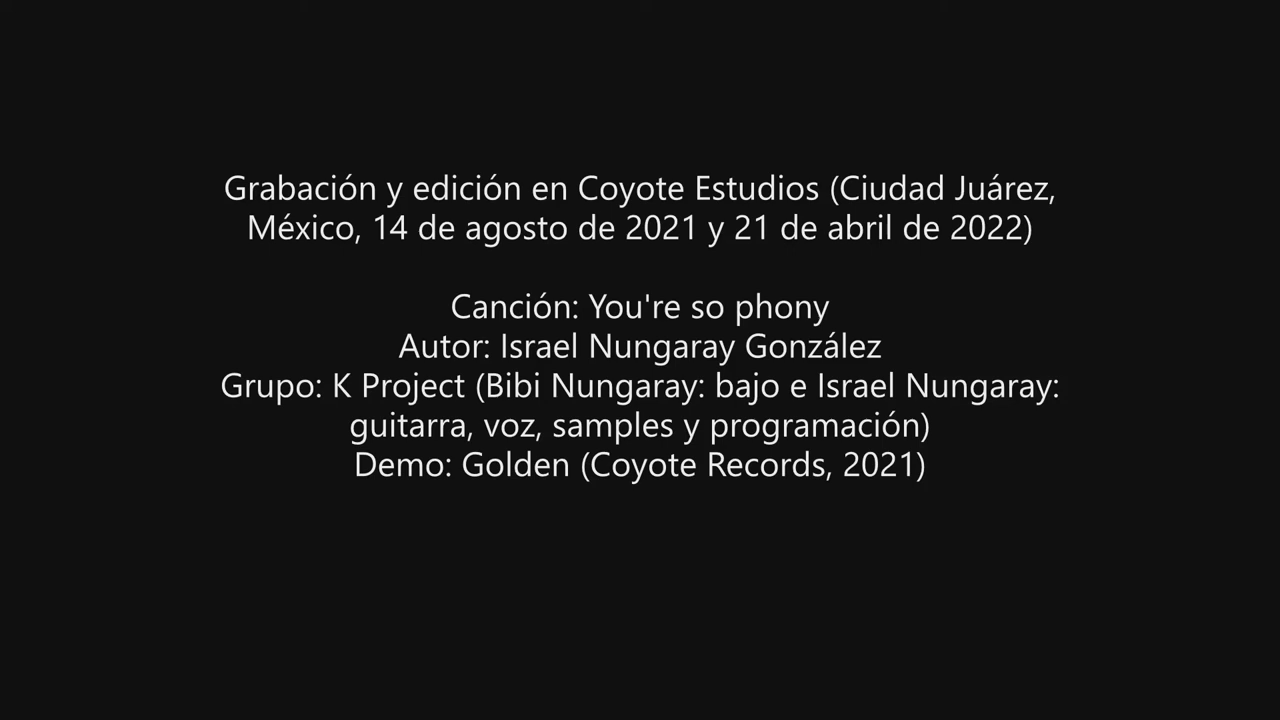 Grabación y edición en Coyote Estudios (Ciudad Juárez,
México, 14 de agosto de 2021 y 21 de abril de 2022)
Canción: You're so phony
Autor: Israel Nungaray González
Grupo: K Project (Bibi Nungaray: bajo e Israel Nungaray:
guitarra, voz, samples y programación)
Demo: Golden (Coyote Records, 2021)